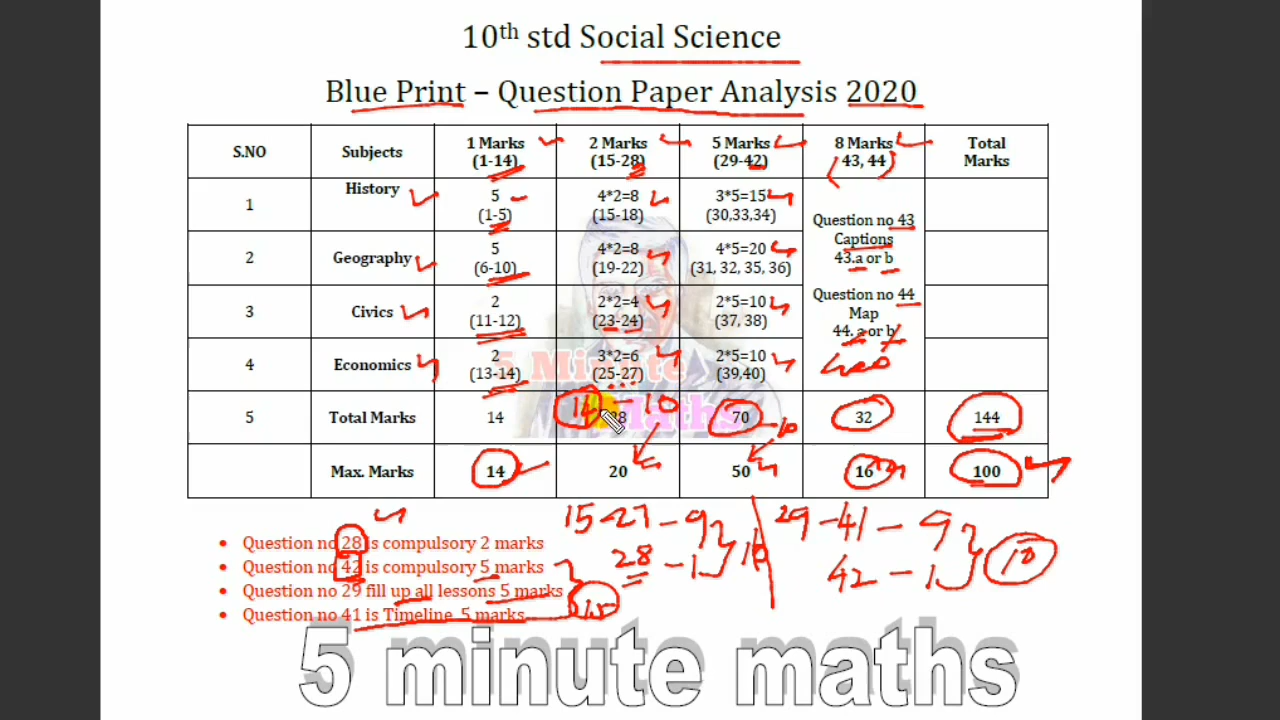 10th std Social Science
Blue Print – Question Paper Analysis 2020
S.NO Subjects 1 Marks (1-14) 2 Marks (15-28) 5 Marks (29-42) 8 Marks (43, 44) Total Marks
1 History 5 (1-5) 4*2=8 (15-18) 3*5=15 (30,33,34)
Question no 43
Captions
43.a or b
2 Geography 5 (6-10) 4*2=8 (19-22) 4*5=20 (31, 32, 35, 36)
Question no 44
Map
44. a or b
3 Civics 2 (11-12) 2*2=4 (23-24) 2*5=10 (37, 38)
4 Economics 2 (13-14) 3*2=6 (25-27) 2*5=10 (39,40)
5 Minute
Maths
14 - 10
5 Total Marks 14 28 70 32 144
10
Max. Marks 14 20 50 16 100
15-27 - 9 29-41 - 9
28 - 1 10 42 - 1 10
• Question no 28 is compulsory 2 marks
• Question no 42 is compulsory 5 marks
• Question no 29 fill up all lessons 5 marks
• Question no 41 is Timeline 5 marks
5 minute maths